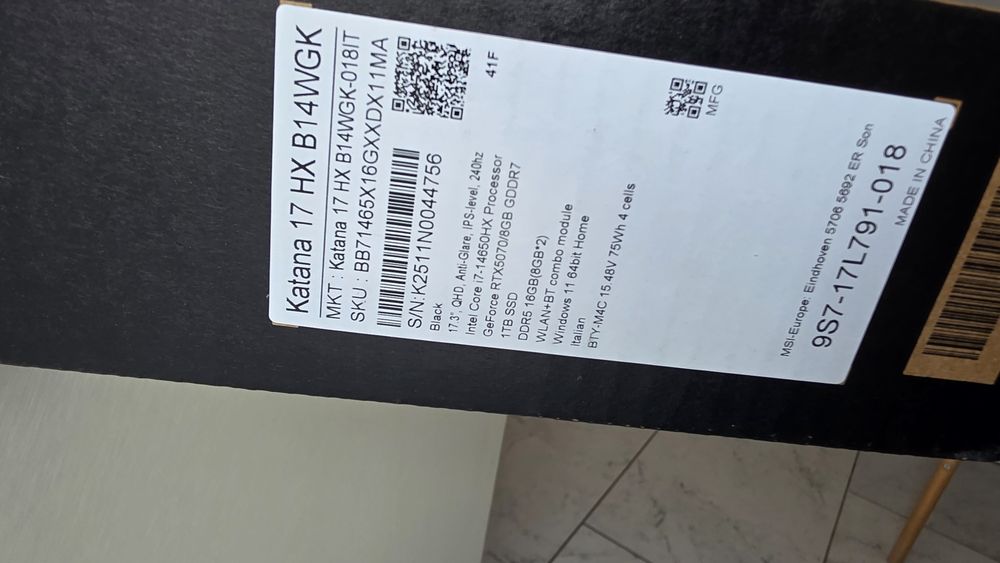 Katana 17 HX B14WGK
MKT : Katana 17 HX B14WGK-018IT
SKU : BB71465X16GXXDX11MA
S/N:K2511N0044756
41F
Black
17.3", QHD, Anti-Glare, IPS-level, 240hz
Intel Core i7-14650HX Processor
GeForce RTX5070/8GB GDDR7
1TB SSD
DDR5 16GB(8GB*2)
WLAN+BT combo module
Windows 11 64bit Home
Italian
BTY-M4C 15.48V 75Wh 4 cells
MFG
MSI-Europe: Eindhoven 5706 5692 ER Son
9S7-17L791-018
MADE IN CHINA